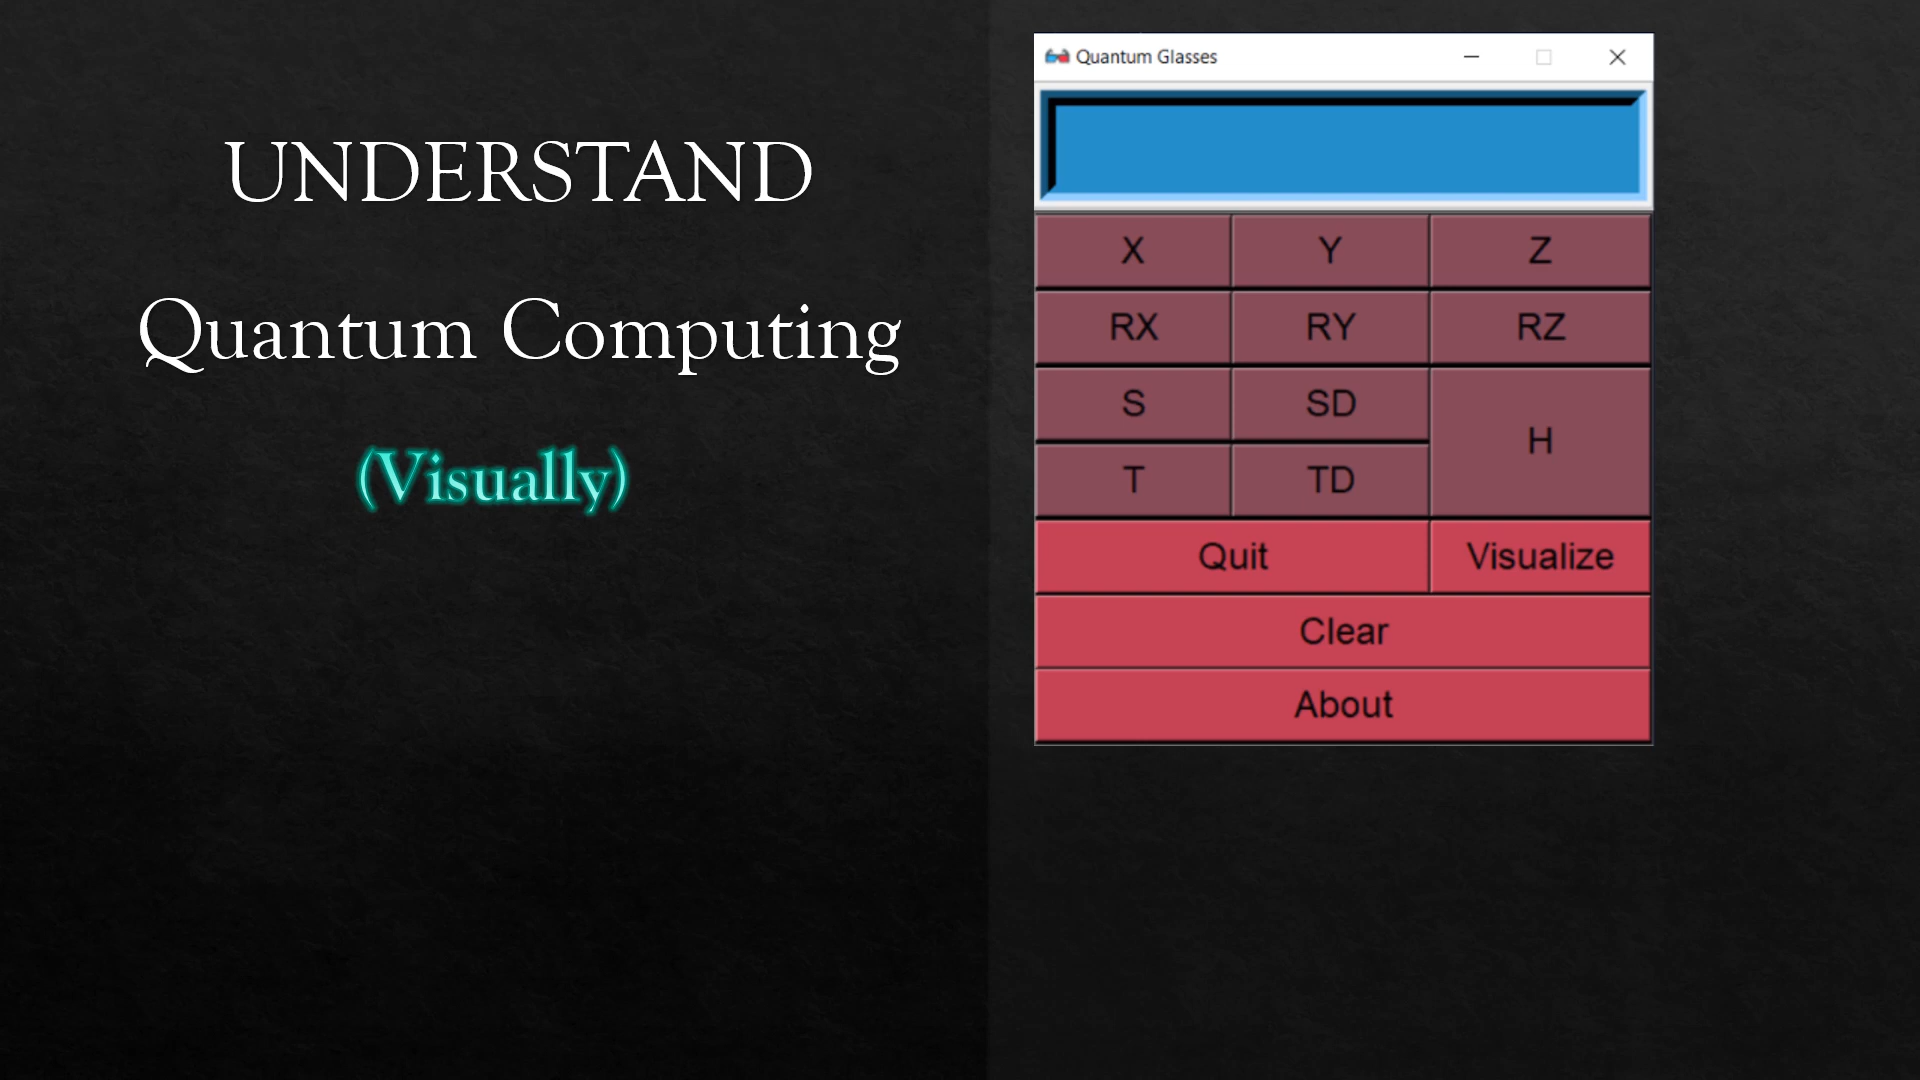 UNDERSTAND
Quantum Computing
(Visually)
Quantum Glasses
X Y Z
RX RY RZ
S SD H
T TD
Quit Visualize
Clear
About